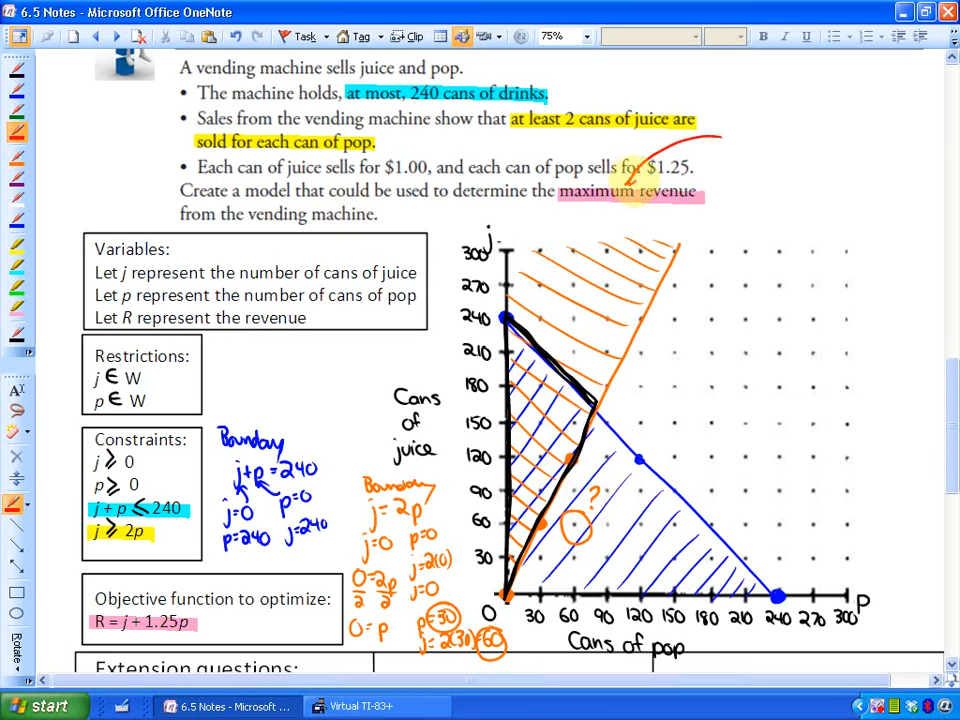 6.5 Notes - Microsoft Office OneNote
Task
Tag
Clip
75%
B I U
A vending machine sells juice and pop.
• The machine holds, at most, 240 cans of drinks.
• Sales from the vending machine show that at least 2 cans of juice are
sold for each can of pop.
• Each can of juice sells for $1.00, and each can of pop sells for $1.25.
Create a model that could be used to determine the maximum revenue
from the vending machine.
Variables:
Let j represent the number of cans of juice
Let p represent the number of cans of pop
Let R represent the revenue
Restrictions:
j ∈ W
p ∈ W
Constraints:
j ≥ 0
p ≥ 0
j + p ≤ 240
j ≥ 2p
Boundary
j+p=240
j=0
p=240
p=0
j=240
Boundary
j=2p
j=0
0=2p
2 2
0=p
p=0
j=2(0)
j=0
p=30
j=2(30)=60
Objective function to optimize:
R = j + 1.25p
Cans
of
juice
j
300
270
240
210
180
150
120
90
60
30
?
0 30 60 90 120 150 180 210 240 270 300 p
Cans of pop
Extension questions:
Rotate
start
6.5 Notes - Microsoft ...
Virtual TI-83+